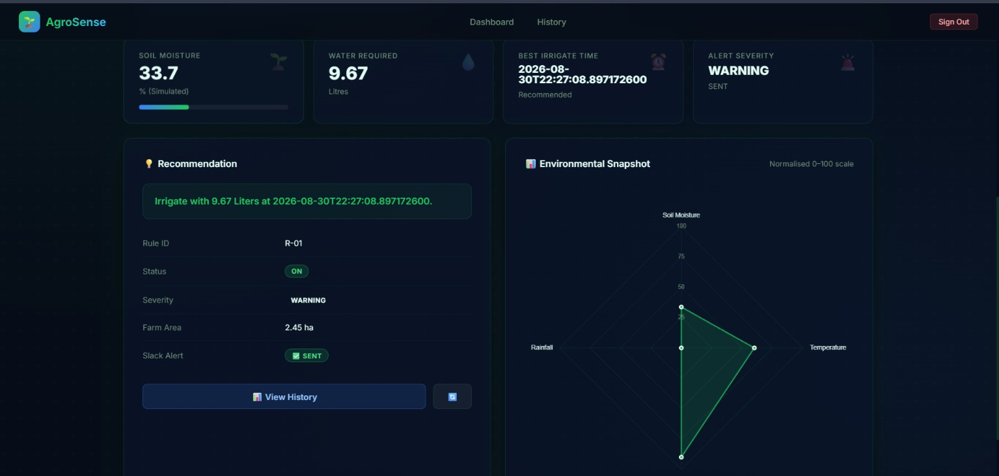 AgroSense
Dashboard
History
Sign Out
SOIL MOISTURE
33.7
% (Simulated)
WATER REQUIRED
9.67
Litres
BEST IRRIGATE TIME
2026-08-
30T22:27:08.897172600
Recommended
ALERT SEVERITY
WARNING
SENT
Recommendation
Irrigate with 9.67 Liters at 2026-08-30T22:27:08.897172600.
Rule ID
R-01
Status
ON
Severity
WARNING
Farm Area
2.45 ha
Slack Alert
SENT
View History
Environmental Snapshot
Normalised 0–100 scale
Soil Moisture
100
75
50
25
Rainfall
Temperature